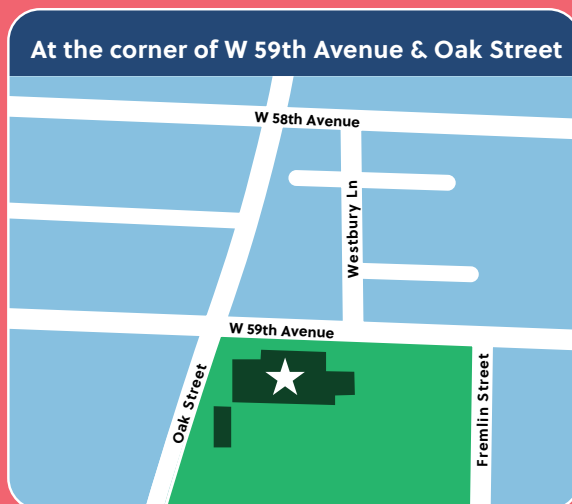 At the corner of W 59th Avenue & Oak Street
W 58th Avenue
Westbury Ln
W 59th Avenue
Oak Street
Fremlin Street